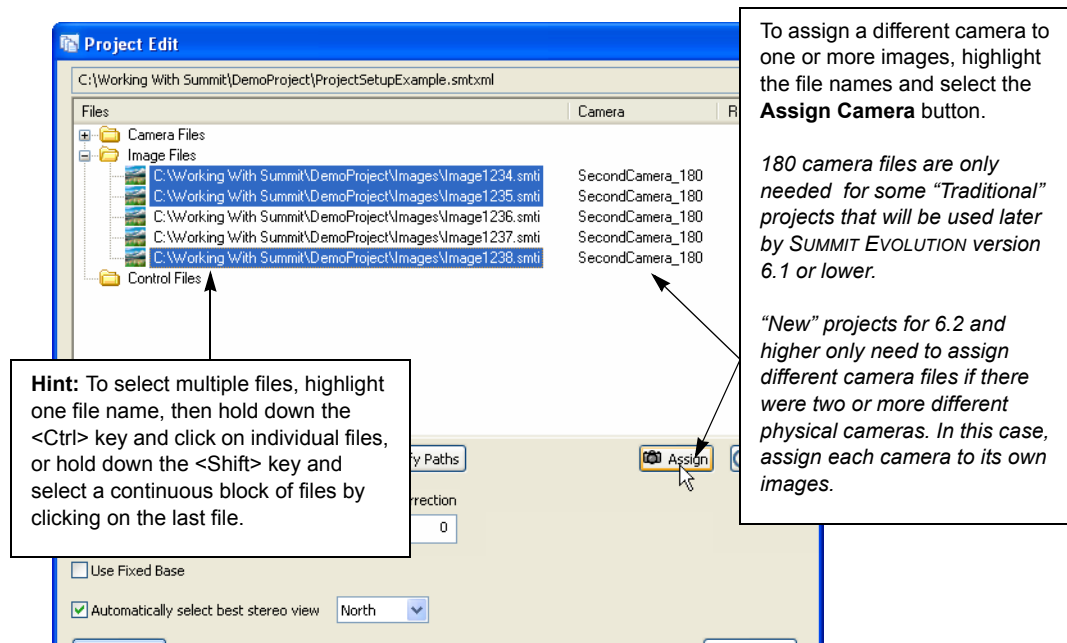 Project Edit
C:\Working With Summit\DemoProject\ProjectSetupExample.smtxml
Files Camera R
Camera Files
Image Files
C:\Working With Summit\DemoProject\Images\Image1234.smti SecondCamera_180
C:\Working With Summit\DemoProject\Images\Image1235.smti SecondCamera_180
C:\Working With Summit\DemoProject\Images\Image1236.smti SecondCamera_180
C:\Working With Summit\DemoProject\Images\Image1237.smti SecondCamera_180
C:\Working With Summit\DemoProject\Images\Image1238.smti SecondCamera_180
Control Files
To assign a different camera to
one or more images, highlight
the file names and select the
Assign Camera button.
180 camera files are only
needed for some “Traditional”
projects that will be used later
by SUMMIT EVOLUTION version
6.1 or lower.
“New” projects for 6.2 and
higher only need to assign
different camera files if there
were two or more different
physical cameras. In this case,
assign each camera to its own
images.
Hint: To select multiple files, highlight
one file name, then hold down the
<Ctrl> key and click on individual files,
or hold down the <Shift> key and
select a continuous block of files by
clicking on the last file.
fy Paths
Assign
rrection
0
Use Fixed Base
Automatically select best stereo view North